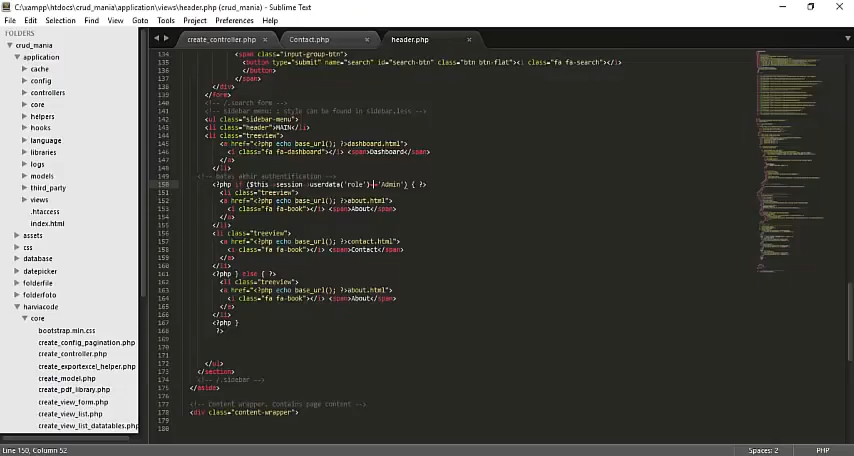 C:\xampp\htdocs\crud_mania\application\views\header.php (crud_mania) - Sublime Text
File Edit Selection Find View Goto Tools Project Preferences Help
FOLDERS
crud_mania
application
cache
config
controllers
core
helpers
hooks
language
libraries
logs
models
third_party
views
.htaccess
index.html
assets
css
database
datepicker
folderfile
folderfoto
harviacode
core
bootstrap.min.css
create_config_pagination.php
create_controller.php
create_exportexcel_helper.php
create_model.php
create_pdf_library.php
create_view_form.php
create_view_list.php
create_view_list_datatables.php
create_controller.php × Contact.php × header.php ×
134 <span class="input-group-btn">
135 <button type="submit" name="search" id="search-btn" class="btn btn-flat"><i class="fa fa-search"></i>
136 </button>
137 </span>
138 </div>
139 </form>
140 <!-- /.search form -->
141 <!-- sidebar menu: : style can be found in sidebar.less -->
142 <ul class="sidebar-menu">
143 <li class="header">MAIN</li>
144 <li class="treeview">
145 <a href="<?php echo base_url(); ?>dashboard.html">
146 <i class="fa fa-dashboard"></i> <span>Dashboard</span>
147 </a>
148 </li>
149 <!-- batas akhir authentification -->
150 <?php if ($this->session->userdata('role')=='Admin') { ?>
151 <li class="treeview">
152 <a href="<?php echo base_url(); ?>about.html">
153 <i class="fa fa-book"></i> <span>About</span>
154 </a>
155 </li>
156 <li class="treeview">
157 <a href="<?php echo base_url(); ?>contact.html">
158 <i class="fa fa-book"></i> <span>Contact</span>
159 </a>
160 </li>
161 <?php } else { ?>
162 <li class="treeview">
163 <a href="<?php echo base_url(); ?>about.html">
164 <i class="fa fa-book"></i> <span>About</span>
165 </a>
166 </li>
167 <?php }
168 ?>
169
170
171
172 </ul>
173 </section>
174 <!-- /.sidebar -->
175 </aside>
176
177 <!-- Content Wrapper. Contains page content -->
178 <div class="content-wrapper">
179
180
Line 150, Column 52 Spaces: 2 PHP